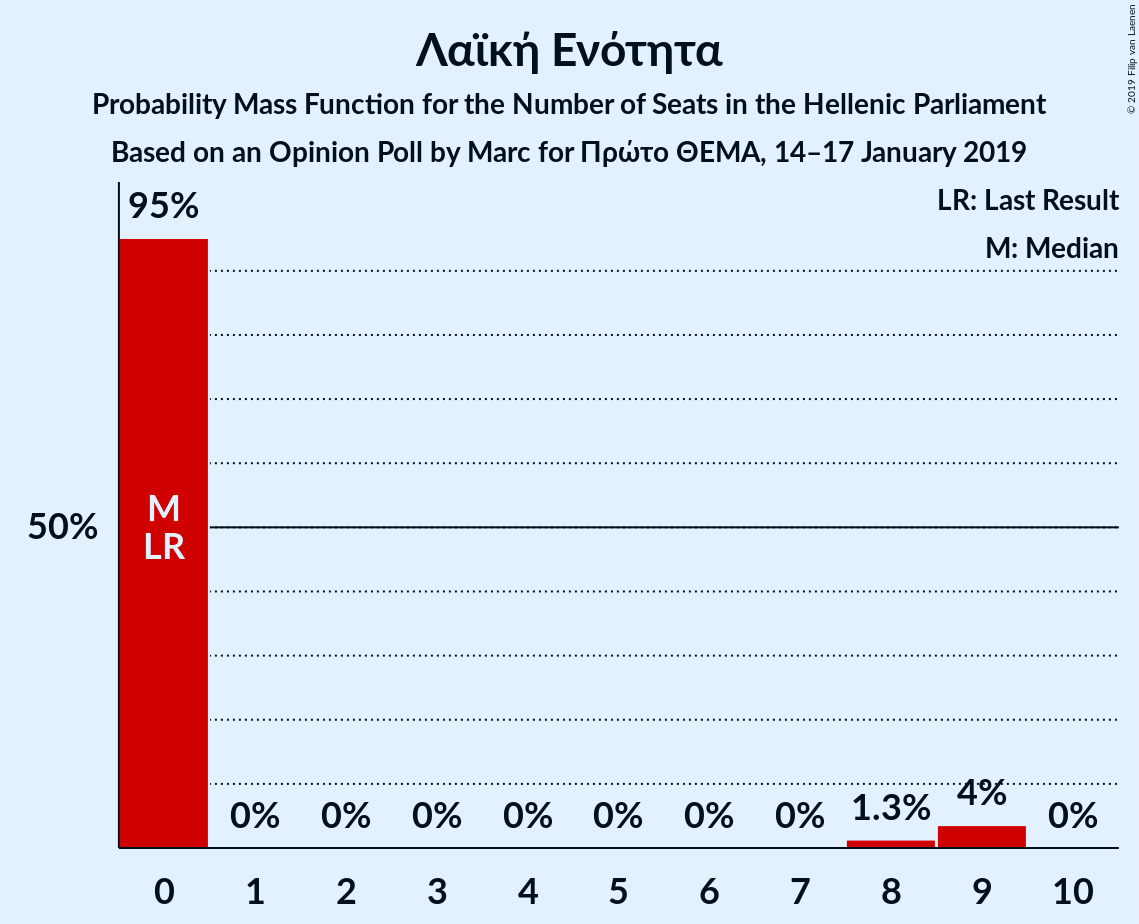 Λαϊκή Ενότητα
Probability Mass Function for the Number of Seats in the Hellenic Parliament
Based on an Opinion Poll by Marc for Πρώτο ΘΕΜΑ, 14–17 January 2019
© 2019 Filip van Laenen
LR: Last Result
M: Median
95%
M
LR
50%
0% 0% 0% 0% 0% 0% 0% 1.3% 4% 0%
0 1 2 3 4 5 6 7 8 9 10